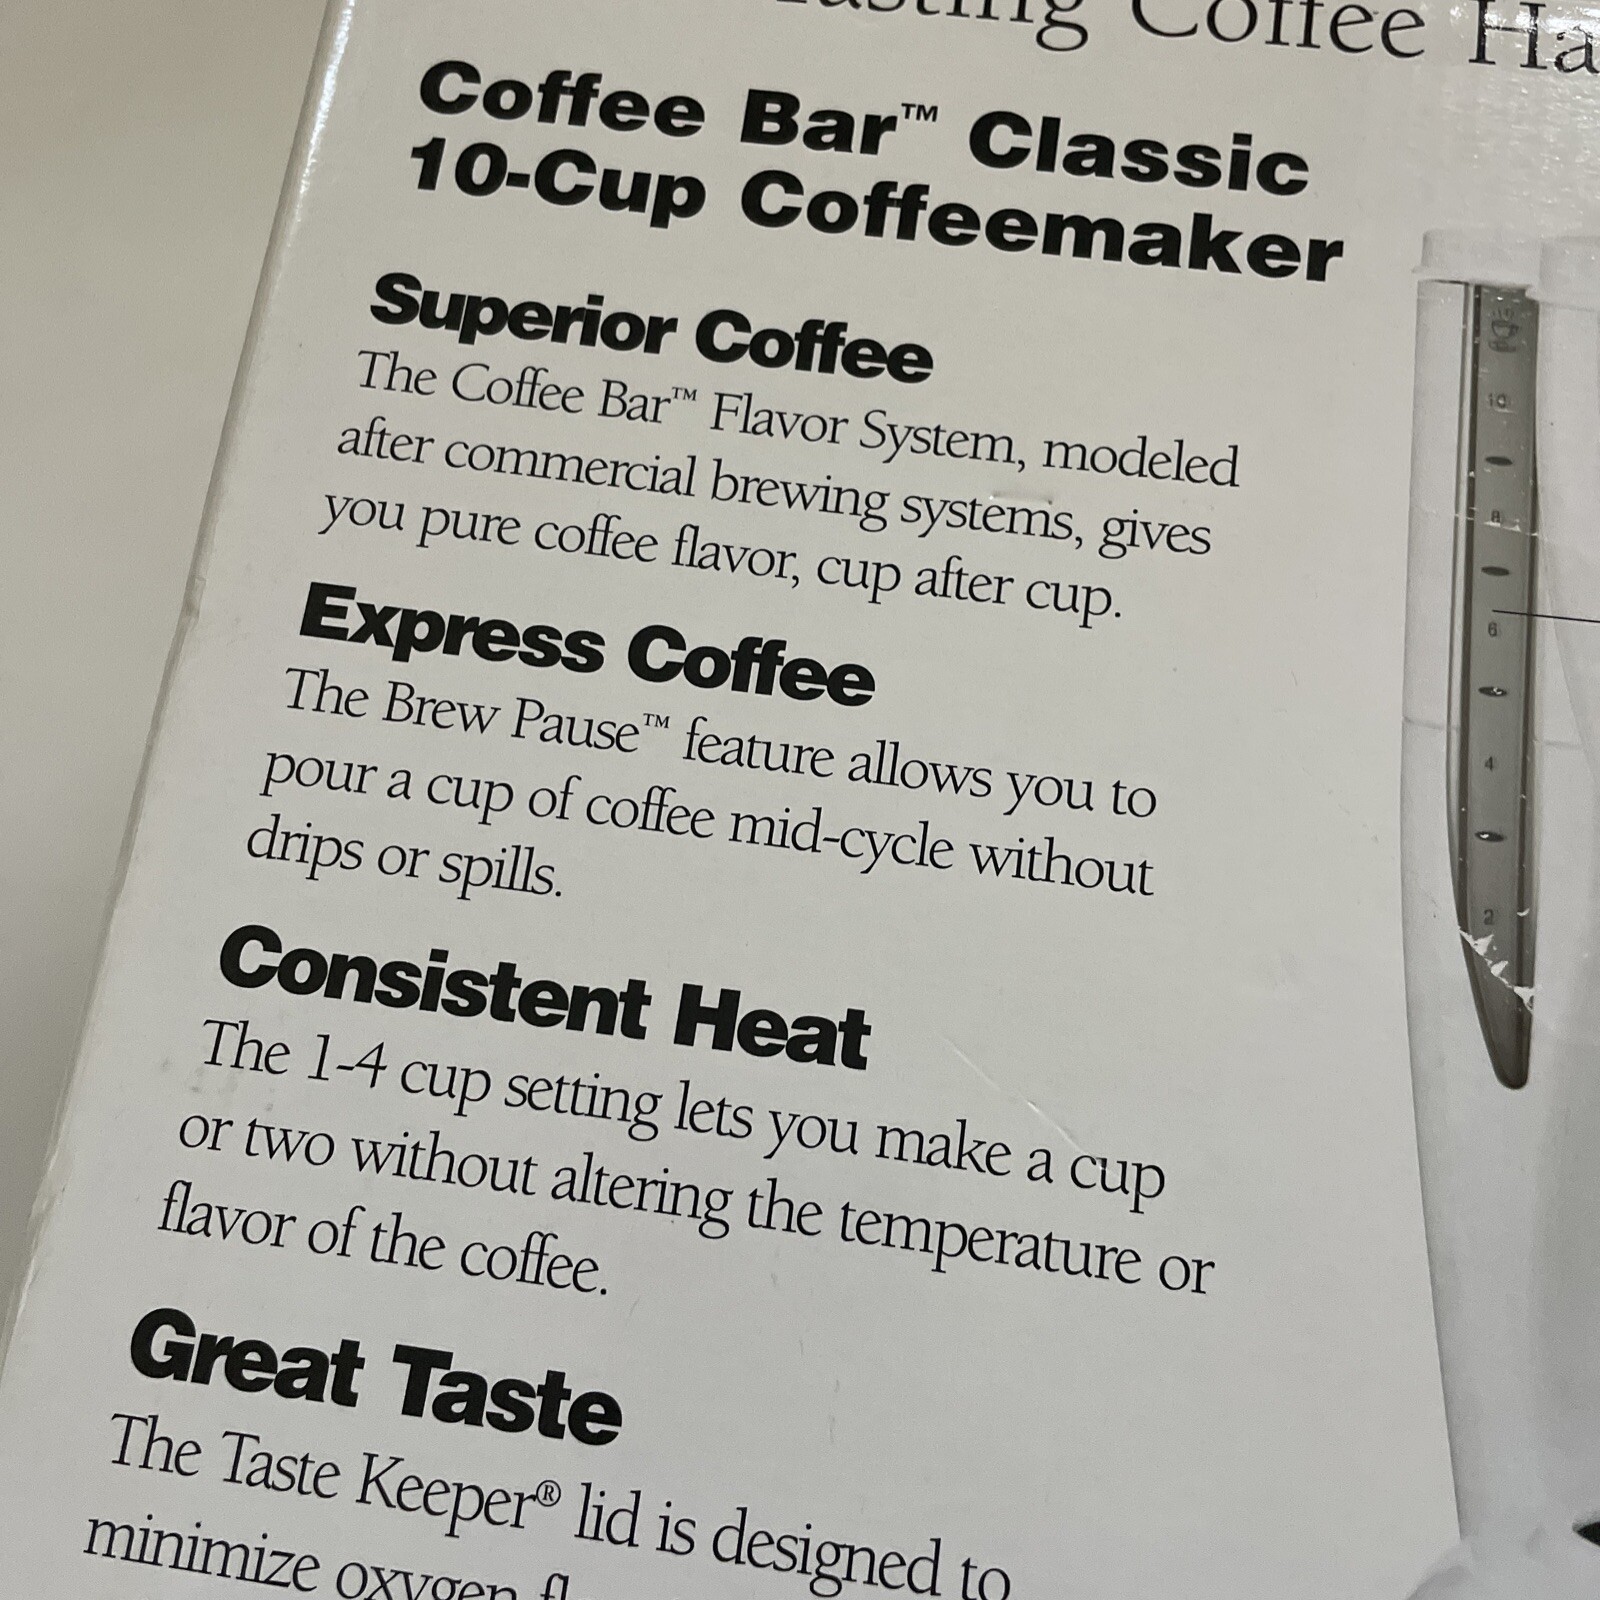 Coffee Ha
Coffee Bar™ Classic
10-Cup Coffeemaker
Superior Coffee
The Coffee Bar™ Flavor System, modeled
after commercial brewing systems, gives
you pure coffee flavor, cup after cup.
Express Coffee
The Brew Pause™ feature allows you to
pour a cup of coffee mid-cycle without
drips or spills.
Consistent Heat
The 1-4 cup setting lets you make a cup
or two without altering the temperature or
flavor of the coffee.
Great Taste
The Taste Keeper® lid is designed to
minimize oxygen fl
10
8
6
4
2